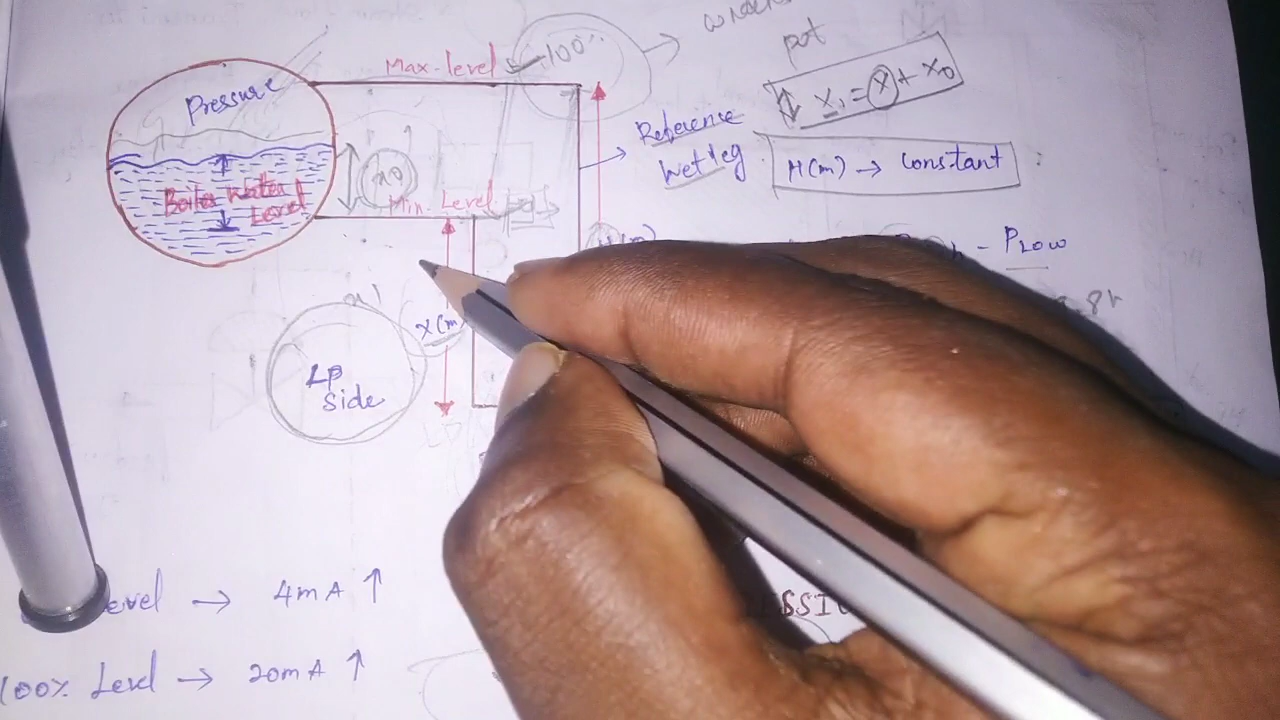 100%
Max-level
pot
x₁ = x + x₀
Pressure
Reference
wet leg
H(m) → constant
Boiler Water
Level
x₀
Min. Level
H(m)
- PLow
x(m)
LP
Side
Level → 4mA ↑
100% Level → 20mA ↑